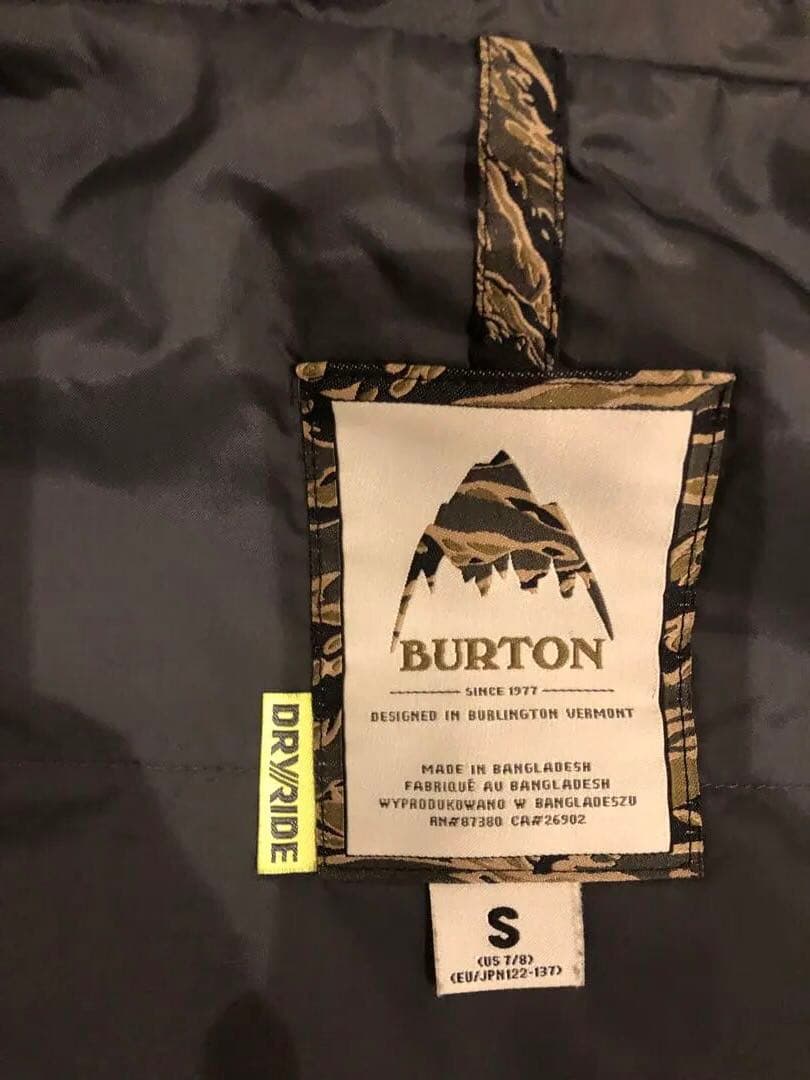 BURTON
SINCE 1977
DESIGNED IN BURLINGTON VERMONT
MADE IN BANGLADESH
FABRIQUÉ AU BANGLADESH
WYPRODUKOWANO W BANGLADESZU
RN#87380 CA#26902
DRY//RIDE
S
(US 7/8)
(EU/JPN122-137)